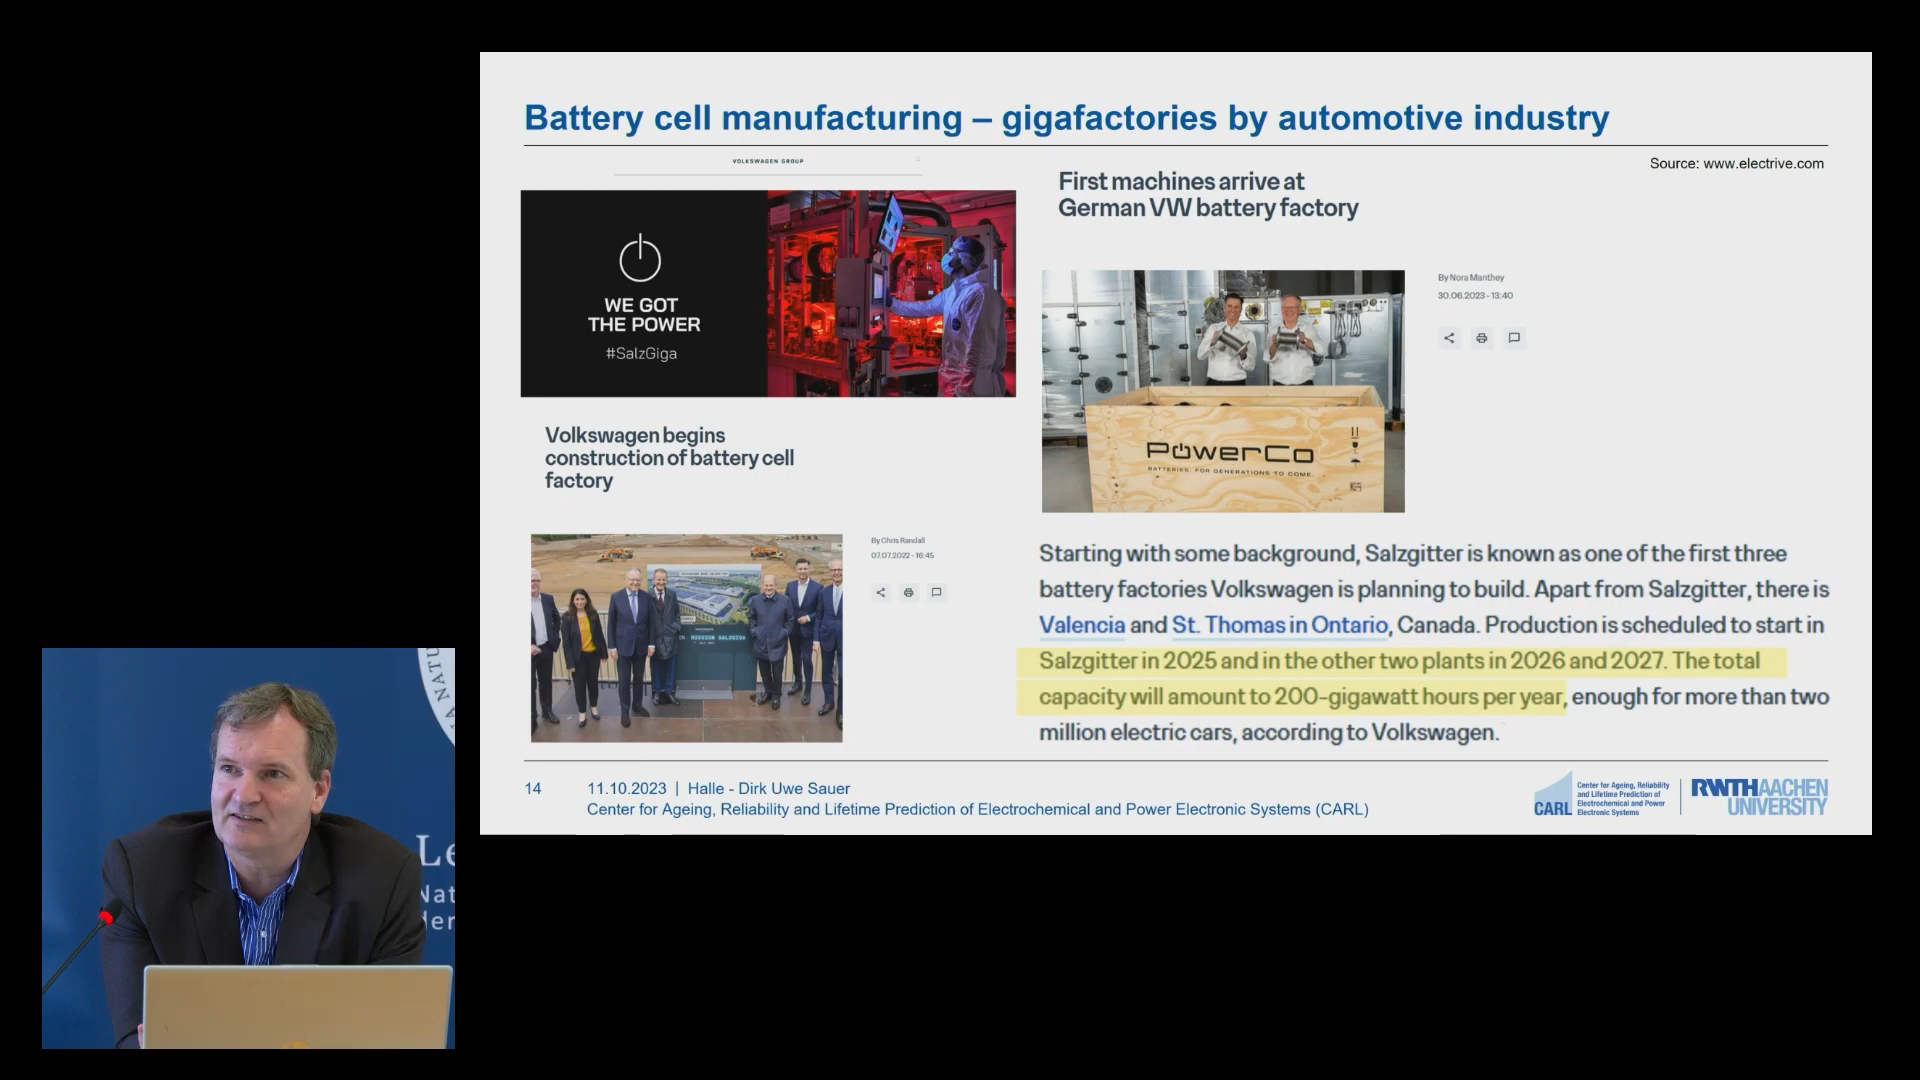 Battery cell manufacturing – gigafactories by automotive industry
Source: www.electrive.com
VOLKSWAGEN GROUP
WE GOT
THE POWER
#SalzGiga
Volkswagen begins
construction of battery cell
factory
By Chris Randall
07.07.2022 - 16:45
MISSION SALZGIGA
First machines arrive at
German VW battery factory
By Nora Manthey
30.06.2023 - 13:40
PowerCo
BATTERIES. FOR GENERATIONS TO COME.
Starting with some background, Salzgitter is known as one of the first three
battery factories Volkswagen is planning to build. Apart from Salzgitter, there is
Valencia and St. Thomas in Ontario, Canada. Production is scheduled to start in
Salzgitter in 2025 and in the other two plants in 2026 and 2027. The total
capacity will amount to 200-gigawatt hours per year, enough for more than two
million electric cars, according to Volkswagen.
14
11.10.2023 | Halle - Dirk Uwe Sauer
Center for Ageing, Reliability and Lifetime Prediction of Electrochemical and Power Electronic Systems (CARL)
CARL
Center for Ageing, Reliability
and Lifetime Prediction of
Electrochemical and Power
Electronic Systems
RWTHAACHEN
UNIVERSITY
NATU
Le
Nat